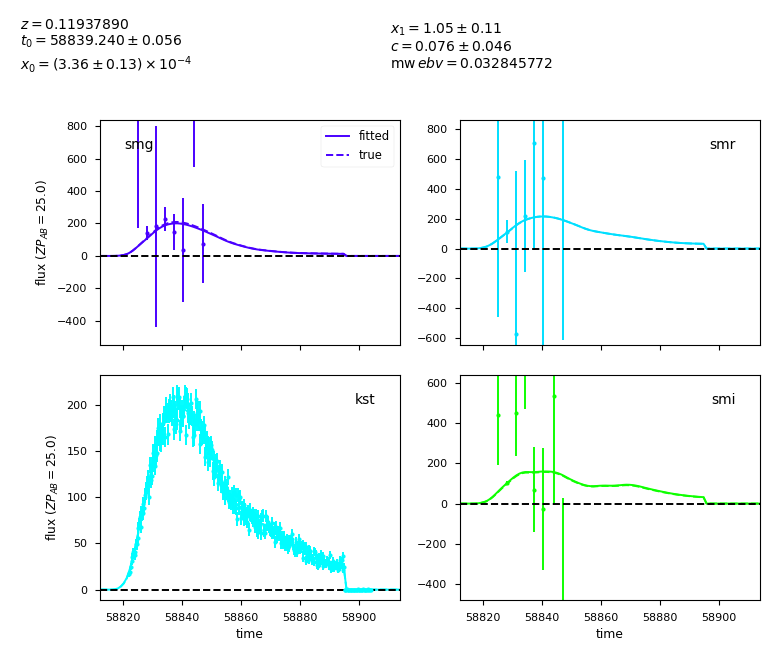 z = 0.11937890
t₀ = 58839.240 ± 0.056
x₀ = (3.36 ± 0.13) × 10⁻⁴
x₁ = 1.05 ± 0.11
c = 0.076 ± 0.046
mw ebv = 0.032845772
smg
fitted
true
flux (ZP_AB = 25.0)
800
600
400
200
0
−200
−400
smr
800
600
400
200
0
−200
−400
−600
kst
flux (ZP_AB = 25.0)
200
150
100
50
0
58820 58840 58860 58880 58900
time
smi
600
400
200
0
−200
−400
58820 58840 58860 58880 58900
time